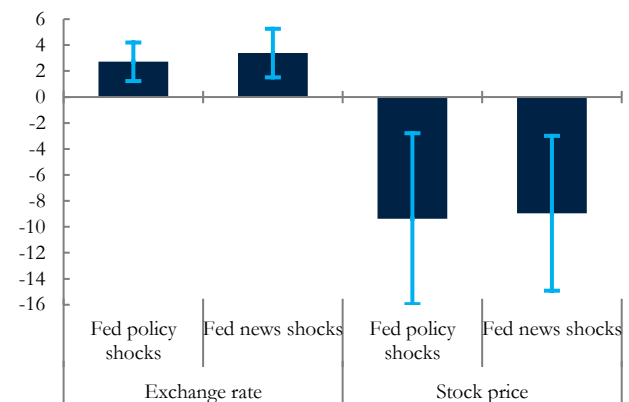 6
4
2
0
-2
-4
-6
-8
-10
-12
-14
-16
Fed policy shocks
Fed news shocks
Fed policy shocks
Fed news shocks
Exchange rate
Stock price